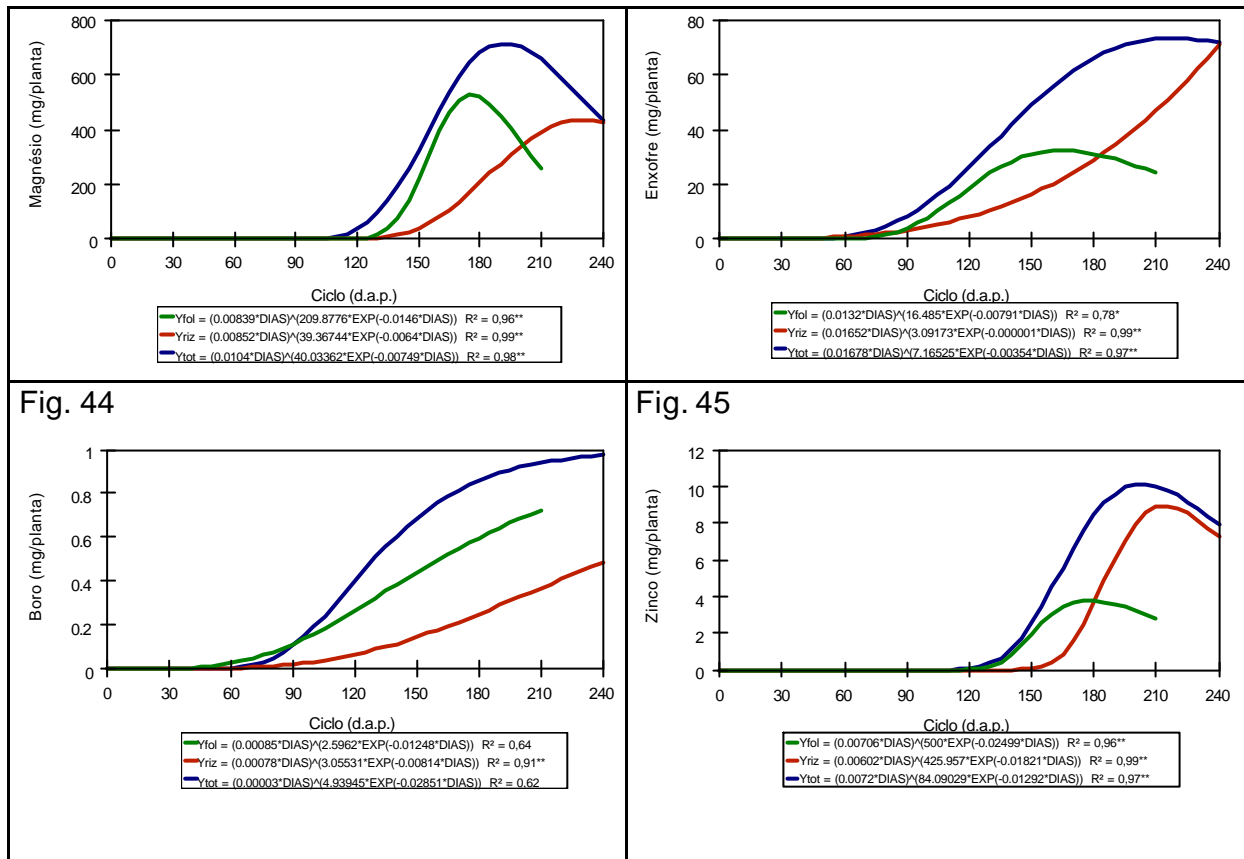 800
600
400
200
0
Magnésio (mg/planta)
0 30 60 90 120 150 180 210 240
Ciclo (d.a.p.)
Yfol = (0.00839*DIAS)^(209.8776*EXP(-0.0146*DIAS)) R² = 0,96**
Yriz = (0.00852*DIAS)^(39.36744*EXP(-0.0064*DIAS)) R² = 0,99**
Ytot = (0.0104*DIAS)^(40.03362*EXP(-0.00749*DIAS)) R² = 0,98**
80
60
40
20
0
Enxofre (mg/planta)
0 30 60 90 120 150 180 210 240
Ciclo (d.a.p.)
Yfol = (0.0132*DIAS)^(16.485*EXP(-0.00791*DIAS)) R² = 0,78*
Yriz = (0.01652*DIAS)^(3.09173*EXP(-0.000001*DIAS)) R² = 0,99**
Ytot = (0.01678*DIAS)^(7.16525*EXP(-0.00354*DIAS)) R² = 0,97**
Fig. 44
1
0.8
0.6
0.4
0.2
0
Boro (mg/planta)
0 30 60 90 120 150 180 210 240
Ciclo (d.a.p.)
Yfol = (0.00085*DIAS)^(2.5962*EXP(-0.01248*DIAS)) R² = 0,64
Yriz = (0.00078*DIAS)^(3.05531*EXP(-0.00814*DIAS)) R² = 0,91**
Ytot = (0.00003*DIAS)^(4.93945*EXP(-0.02851*DIAS)) R² = 0,62
Fig. 45
12
10
8
6
4
2
0
Zinco (mg/planta)
0 30 60 90 120 150 180 210 240
Ciclo (d.a.p.)
Yfol = (0.00706*DIAS)^(500*EXP(-0.02499*DIAS)) R² = 0,96**
Yriz = (0.00602*DIAS)^(425.957*EXP(-0.01821*DIAS)) R² = 0,99**
Ytot = (0.0072*DIAS)^(84.09029*EXP(-0.01292*DIAS)) R² = 0,97**